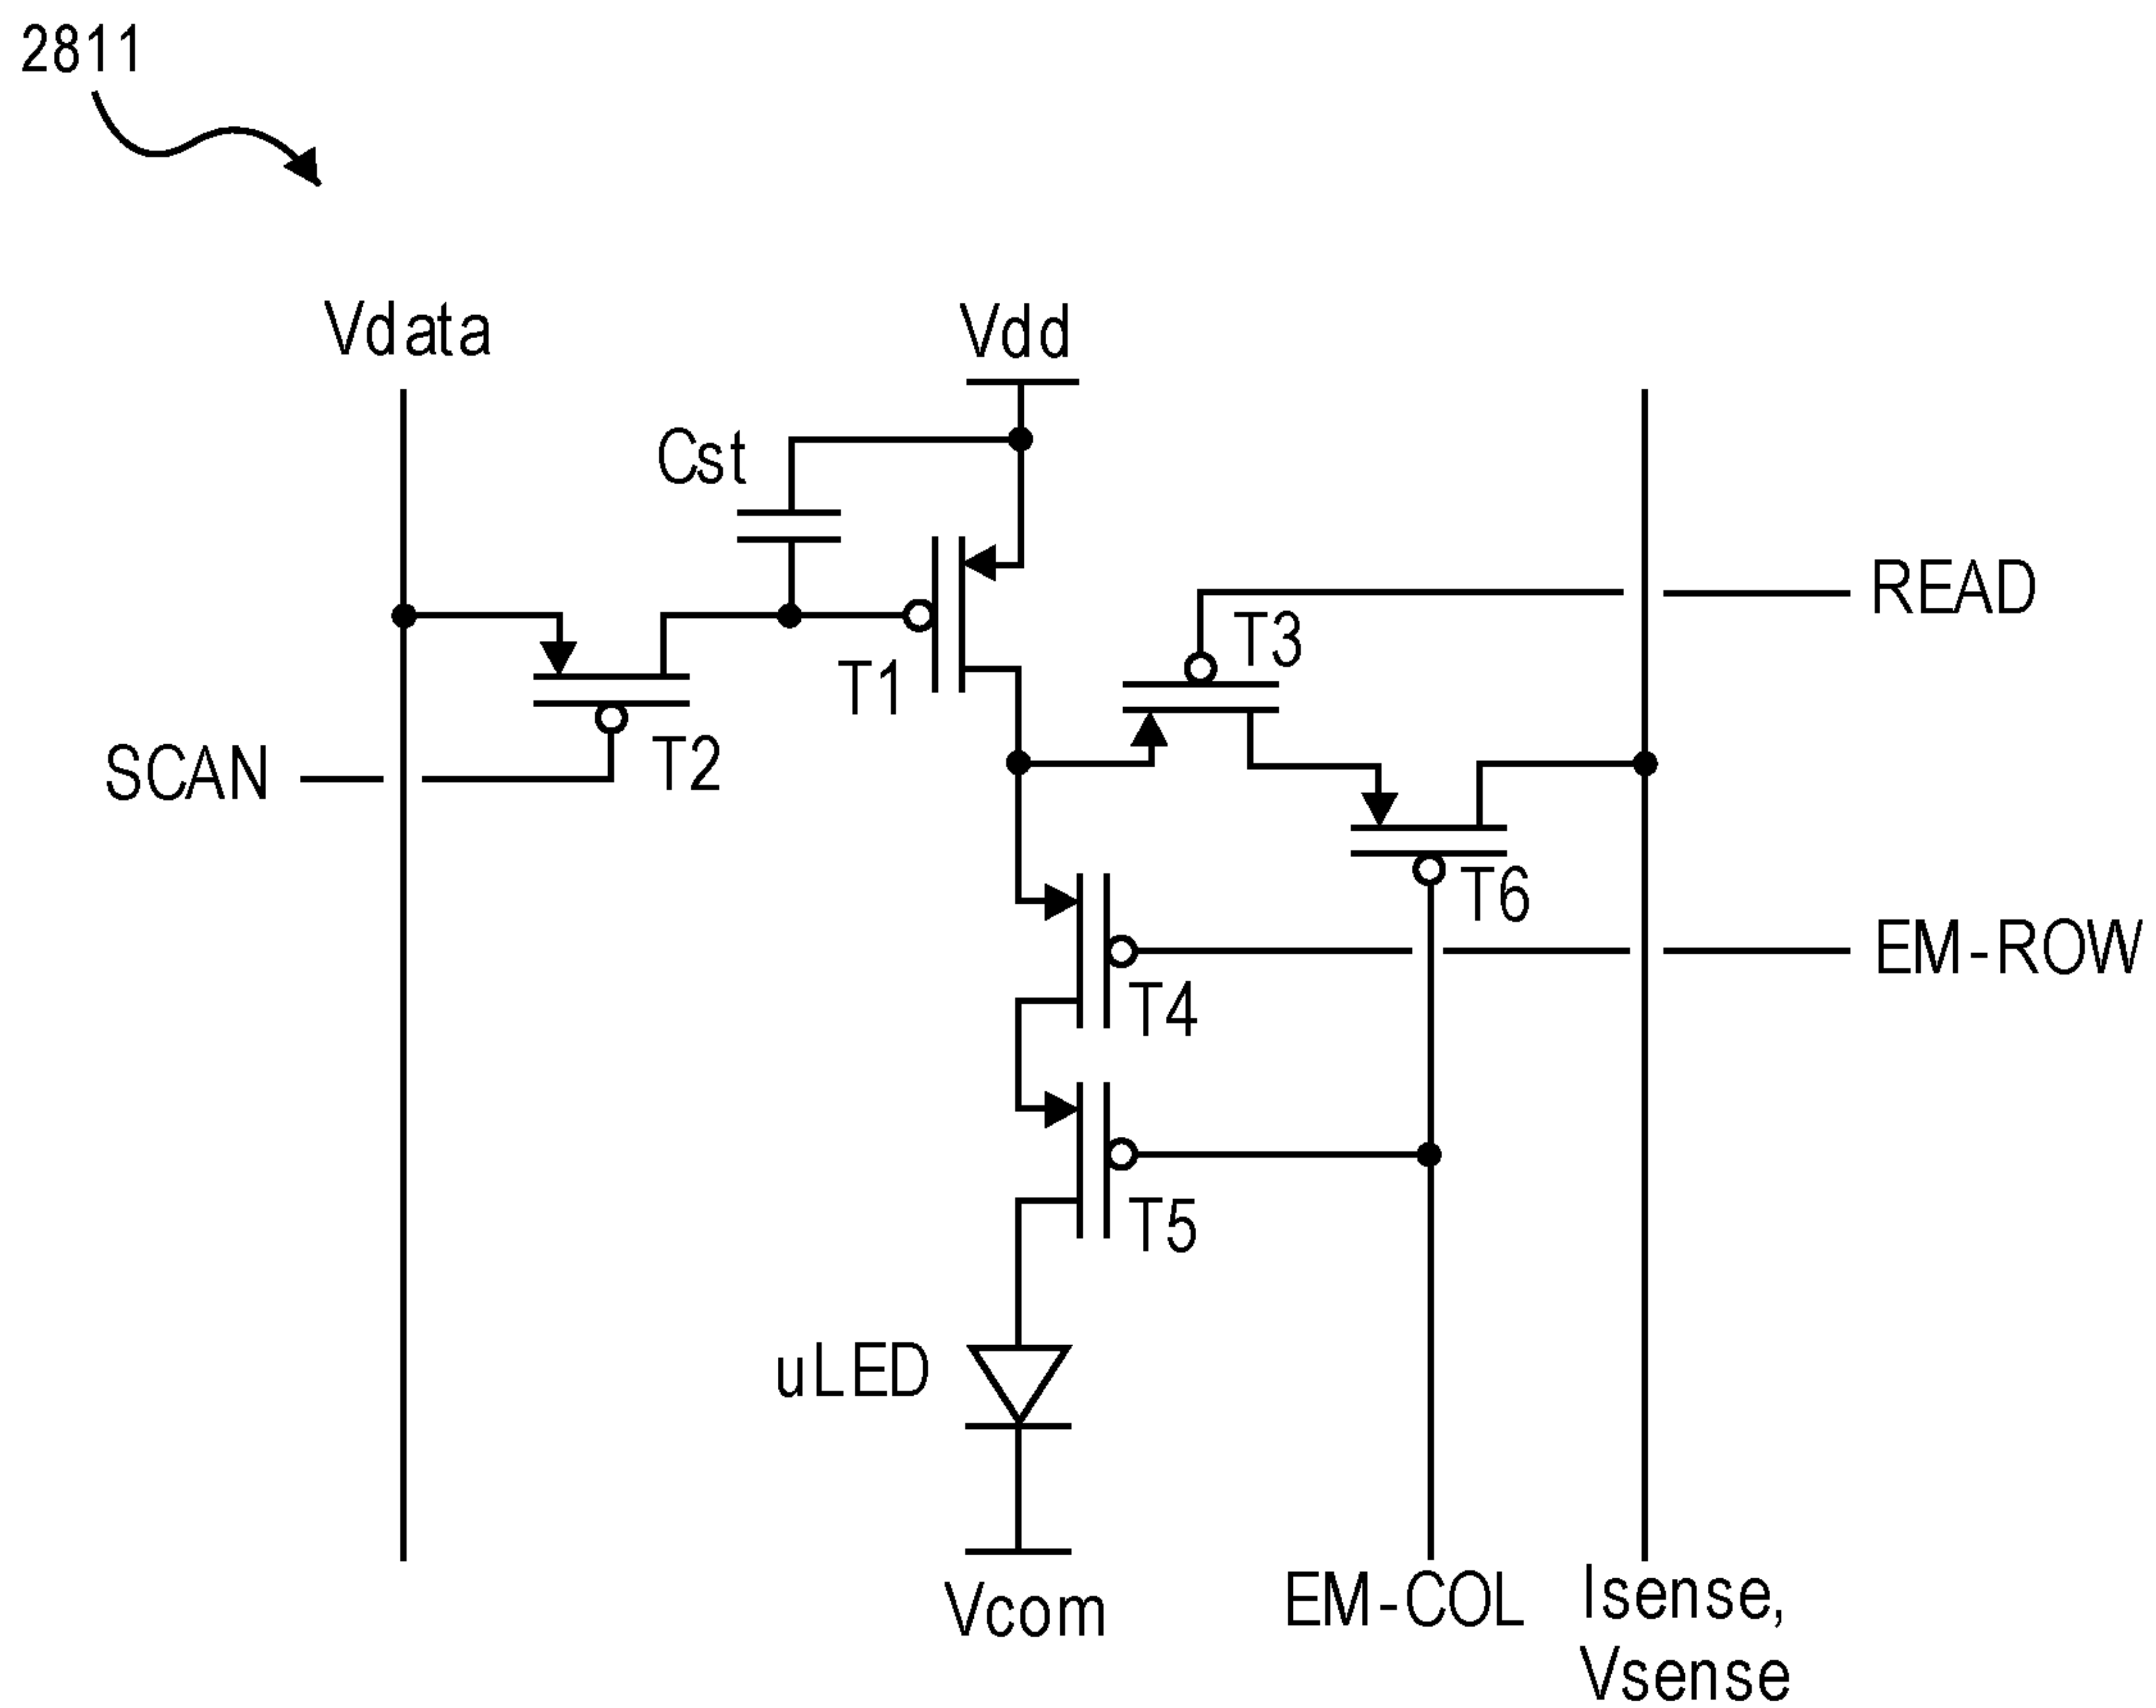 2811
Vdata
Vdd
Cst
READ
T3
T1
T2
SCAN
T6
EM-ROW
T4
T5
uLED
Vcom
EM-COL
Isense,
Vsense